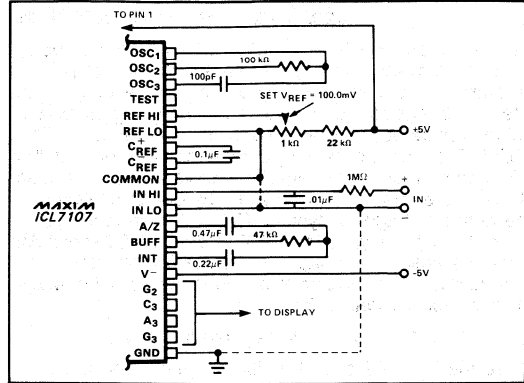 TO PIN 1
OSC1
OSC2
OSC3
TEST
REF HI
REF LO
C+REF
C−REF
COMMON
IN HI
IN LO
A/Z
BUFF
INT
V−
G2
C3
A3
G3
GND
MAXIM
ICL7107
100 kΩ
100pF
SET VREF = 100.0mV
1 kΩ
22 kΩ
+5V
0.1µF
1MΩ
+
IN
−
.01µF
0.47µF
47 kΩ
0.22µF
-5V
TO DISPLAY